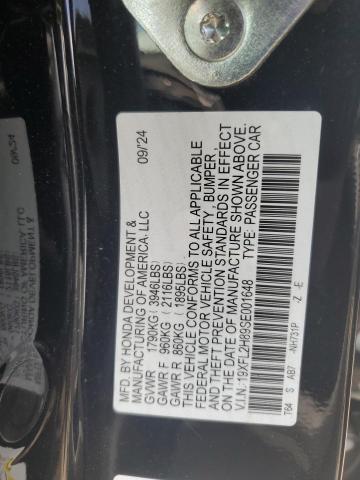 MFD. BY HONDA DEVELOPMENT &
MANUFACTURING OF AMERICA, LLC 09/24
GVWR 1790KG ( 3946LBS)
GAWR F 960KG ( 2116LBS)
GAWR R 860KG ( 1895LBS)
THIS VEHICLE CONFORMS TO ALL APPLICABLE
FEDERAL MOTOR VEHICLE SAFETY, BUMPER,
AND THEFT PREVENTION STANDARDS IN EFFECT
ON THE DATE OF MANUFACTURE SHOWN ABOVE.
V.I.N: 19XFL2H89SE001648 TYPE: PASSENGER CAR
T64 S AB7 -NH731P -Z -E